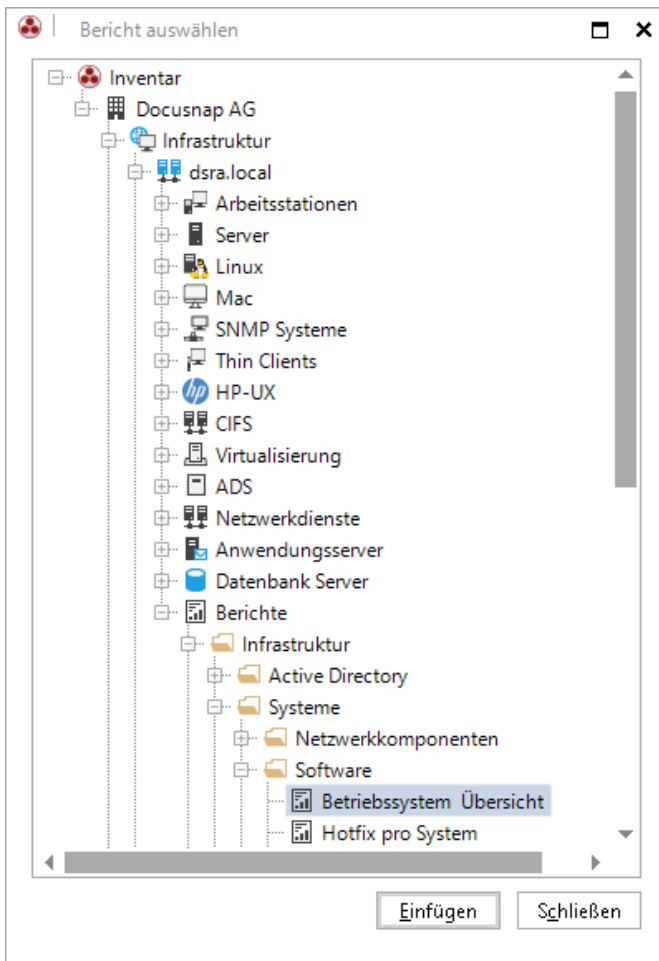 Bericht auswählen
Inventar
Docusnap AG
Infrastruktur
dsra.local
Arbeitsstationen
Server
Linux
Mac
SNMP Systeme
Thin Clients
hp HP-UX
CIFS
Virtualisierung
ADS
Netzwerkdienste
Anwendungsserver
Datenbank Server
Berichte
Infrastruktur
Active Directory
Systeme
Netzwerkkomponenten
Software
Betriebssystem Übersicht
Hotfix pro System
Einfügen Schließen